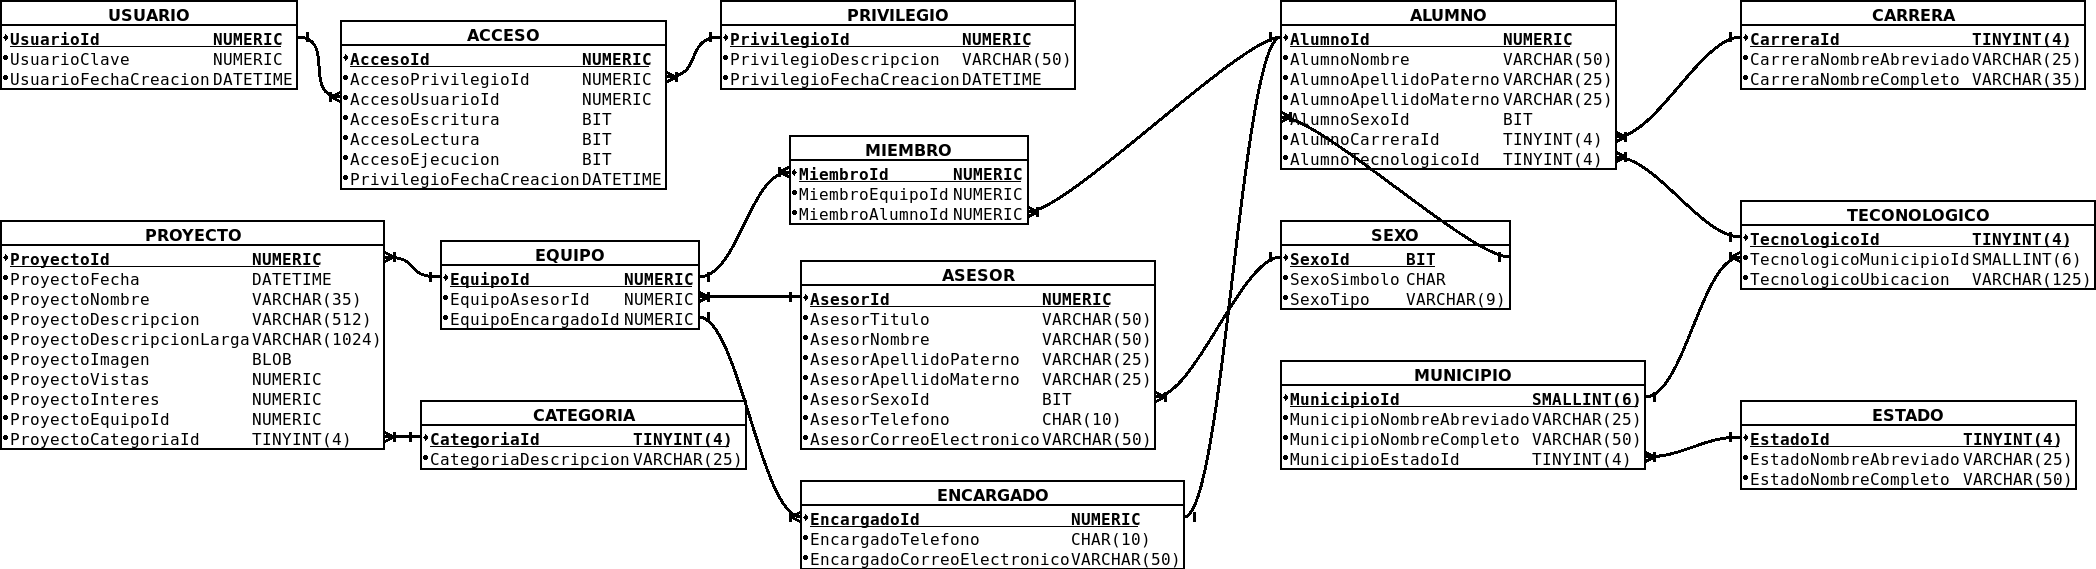 USUARIO
UsuarioId NUMERIC
UsuarioClave NUMERIC
UsuarioFechaCreacion DATETIME
ACCESO
AccesoId NUMERIC
AccesoPrivilegioId NUMERIC
AccesoUsuarioId NUMERIC
AccesoEscritura BIT
AccesoLectura BIT
AccesoEjecucion BIT
PrivilegioFechaCreacion DATETIME
PRIVILEGIO
PrivilegioId NUMERIC
PrivilegioDescripcion VARCHAR(50)
PrivilegioFechaCreacion DATETIME
ALUMNO
AlumnoId NUMERIC
AlumnoNombre VARCHAR(50)
AlumnoApellidoPaterno VARCHAR(25)
AlumnoApellidoMaterno VARCHAR(25)
AlumnoSexoId BIT
AlumnoCarreraId TINYINT(4)
AlumnoTecnologicoId TINYINT(4)
CARRERA
CarreraId TINYINT(4)
CarreraNombreAbreviado VARCHAR(25)
CarreraNombreCompleto VARCHAR(35)
MIEMBRO
MiembroId NUMERIC
MiembroEquipoId NUMERIC
MiembroAlumnoId NUMERIC
PROYECTO
ProyectoId NUMERIC
ProyectoFecha DATETIME
ProyectoNombre VARCHAR(35)
ProyectoDescripcion VARCHAR(512)
ProyectoDescripcionLarga VARCHAR(1024)
ProyectoImagen BLOB
ProyectoVistas NUMERIC
ProyectoInteres NUMERIC
ProyectoEquipoId NUMERIC
ProyectoCategoriaId TINYINT(4)
EQUIPO
EquipoId NUMERIC
EquipoAsesorId NUMERIC
EquipoEncargadoId NUMERIC
ASESOR
AsesorId NUMERIC
AsesorTitulo VARCHAR(50)
AsesorNombre VARCHAR(50)
AsesorApellidoPaterno VARCHAR(25)
AsesorApellidoMaterno VARCHAR(25)
AsesorSexoId BIT
AsesorTelefono CHAR(10)
AsesorCorreoElectronico VARCHAR(50)
SEXO
SexoId BIT
SexoSimbolo CHAR
SexoTipo VARCHAR(9)
TECONOLOGICO
TecnologicoId TINYINT(4)
TecnologicoMunicipioId SMALLINT(6)
TecnologicoUbicacion VARCHAR(125)
CATEGORIA
CategoriaId TINYINT(4)
CategoriaDescripcion VARCHAR(25)
MUNICIPIO
MunicipioId SMALLINT(6)
MunicipioNombreAbreviado VARCHAR(25)
MunicipioNombreCompleto VARCHAR(50)
MunicipioEstadoId TINYINT(4)
ESTADO
EstadoId TINYINT(4)
EstadoNombreAbreviado VARCHAR(25)
EstadoNombreCompleto VARCHAR(50)
ENCARGADO
EncargadoId NUMERIC
EncargadoTelefono CHAR(10)
EncargadoCorreoElectronico VARCHAR(50)